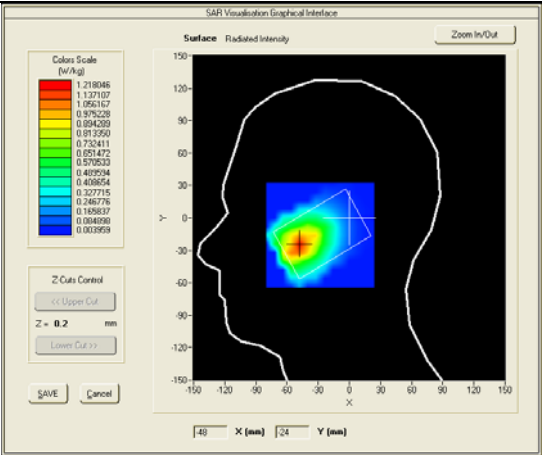 SAR Visualisation Graphical Interface
Surface Radiated Intensity
Zoom In/Out
Colors Scale
(W/kg)
1.218046
1.137107
1.056167
0.975228
0.894289
0.813350
0.732411
0.651472
0.570533
0.489594
0.408654
0.327715
0.246776
0.165837
0.084898
0.003959
Z-Cuts Control
<< Upper Cut
Z = 0.2 mm
Lower Cut >>
SAVE Cancel
150-
120-
90-
60-
30-
0-
-30-
-60-
-90-
-120-
-150-
Y
-150 -120 -90 -60 -30 0 30 60 90 120 150
X
-48 X (mm) -24 Y (mm)